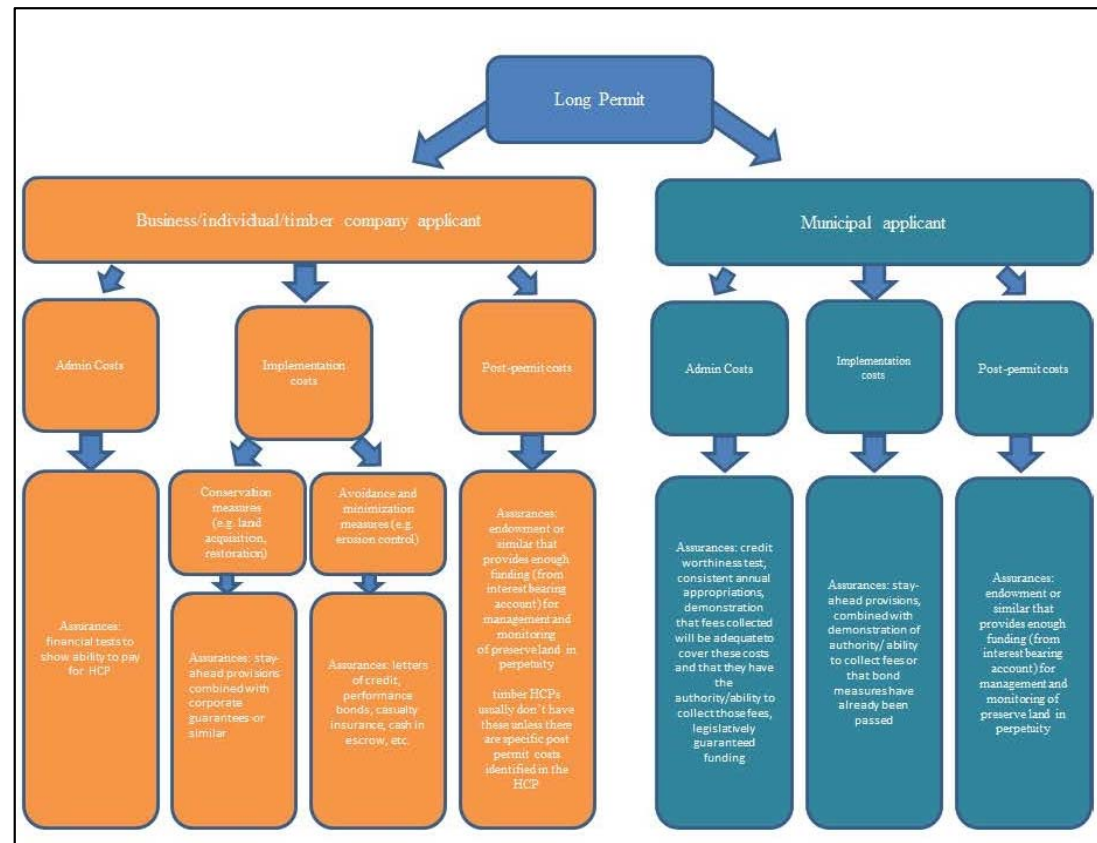 Long Permit
Business/individual/timber company applicant
Municipal applicant
Admin Costs
Implementation
costs
Post-permit costs
Admin Costs
Implementation
costs
Post-permit costs
Assurances:
financial tests to
show ability to pay
for HCP
Conservation
measures
(e.g. land
acquisition,
restoration)
Avoidance and
minimization
measures (e.g.
erosion control)
Assurances: stay-
ahead provisions
combined with
corporate
guarantees or
similar
Assurances: letters
of credit,
performance
bonds, casualty
insurance, cash in
escrow, etc.
Assurances:
endowment or
similar that
provides enough
funding (from
interest bearing
account) for
management and
monitoring
of preserve land in
perpetuity
timber HCPs
usually don't have
these unless there
are specific post
permit costs
identified in the
HCP
Assurances: credit
worthiness test,
consistent annual
appropriations,
demonstration
that fees collected
will be adequate to
cover these costs
and that they have
the
authority/ability to
collect those fees,
legislatively
guaranteed
funding
Assurances: stay-
ahead provisions,
combined with
demonstration of
authority/ ability
to collect fees or
that bond
measures have
already been
passed
Assurances:
endowment or
similar that
provides enough
funding (from
interest bearing
account) for
management and
monitoring of
preserve land in
perpetuity